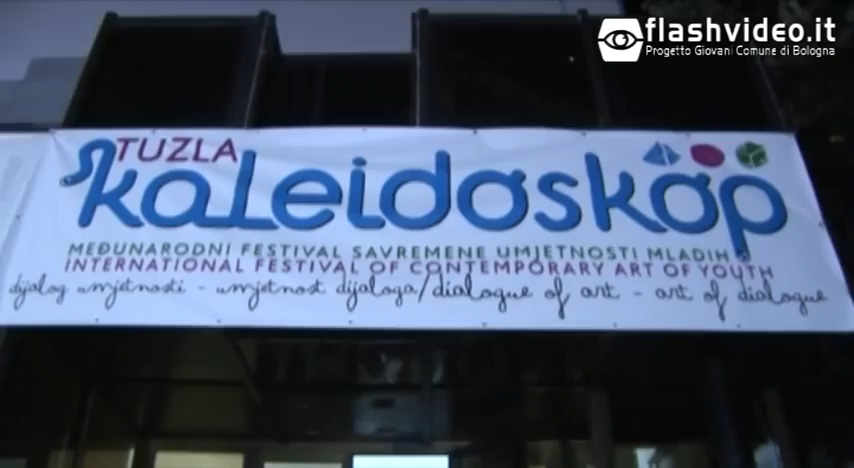 flashvideo.it
Progetto Giovani Comune di Bologna
TUZLA
kaleidoskop
MEĐUNARODNI FESTIVAL SAVREMENE UMJETNOSTI MLADIH
INTERNATIONAL FESTIVAL OF CONTEMPORARY ART OF YOUTH
dijalog umjetnosti - umjetnost dijaloga/dialogue of art - art of dialogue